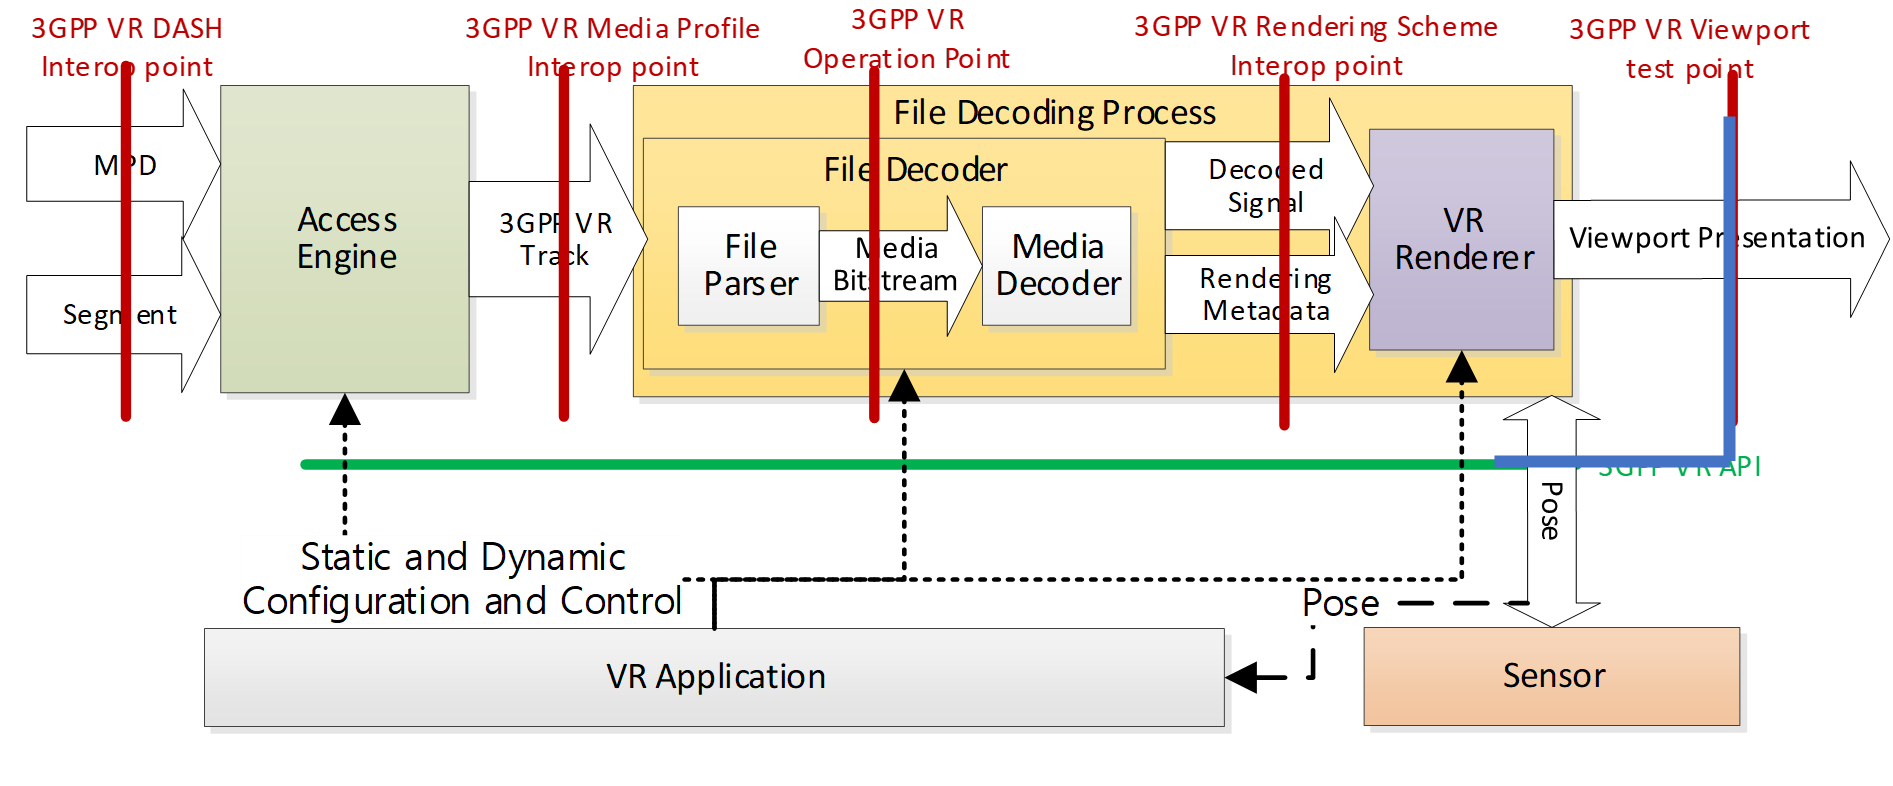 3GPP VR DASH
Interop point
3GPP VR Media Profile
Interop point
3GPP VR
Operation Point
3GPP VR Rendering Scheme
Interop point
3GPP VR Viewport
test point
File Decoding Process
File Decoder
MPD
Segment
Access
Engine
3GPP VR
Track
File
Parser
Media
Bitstream
Media
Decoder
Decoded
Signal
Rendering
Metadata
VR
Renderer
Viewport Presentation
3GPP VR API
Pose
Static and Dynamic
Configuration and Control
Pose
VR Application
Sensor